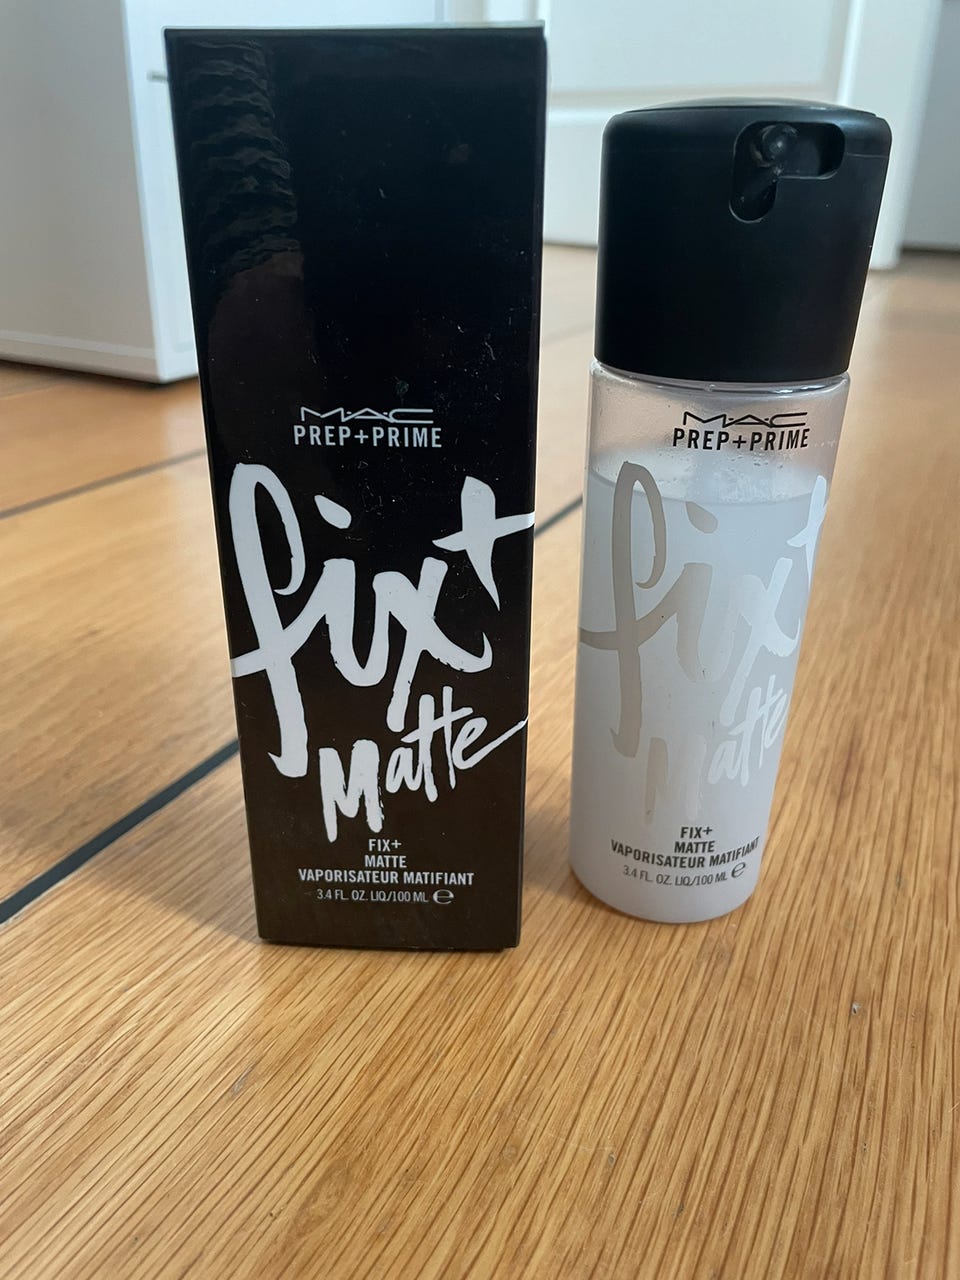 M·A·C
PREP+PRIME
fix+
Matte
FIX+
MATTE
VAPORISATEUR MATIFIANT
3.4 FL. OZ. LIQ./100 ML ℮
M·A·C
PREP+PRIME
fix+
Matte
FIX+
MATTE
VAPORISATEUR MATIFIANT
3.4 FL. OZ. LIQ./100 ML ℮